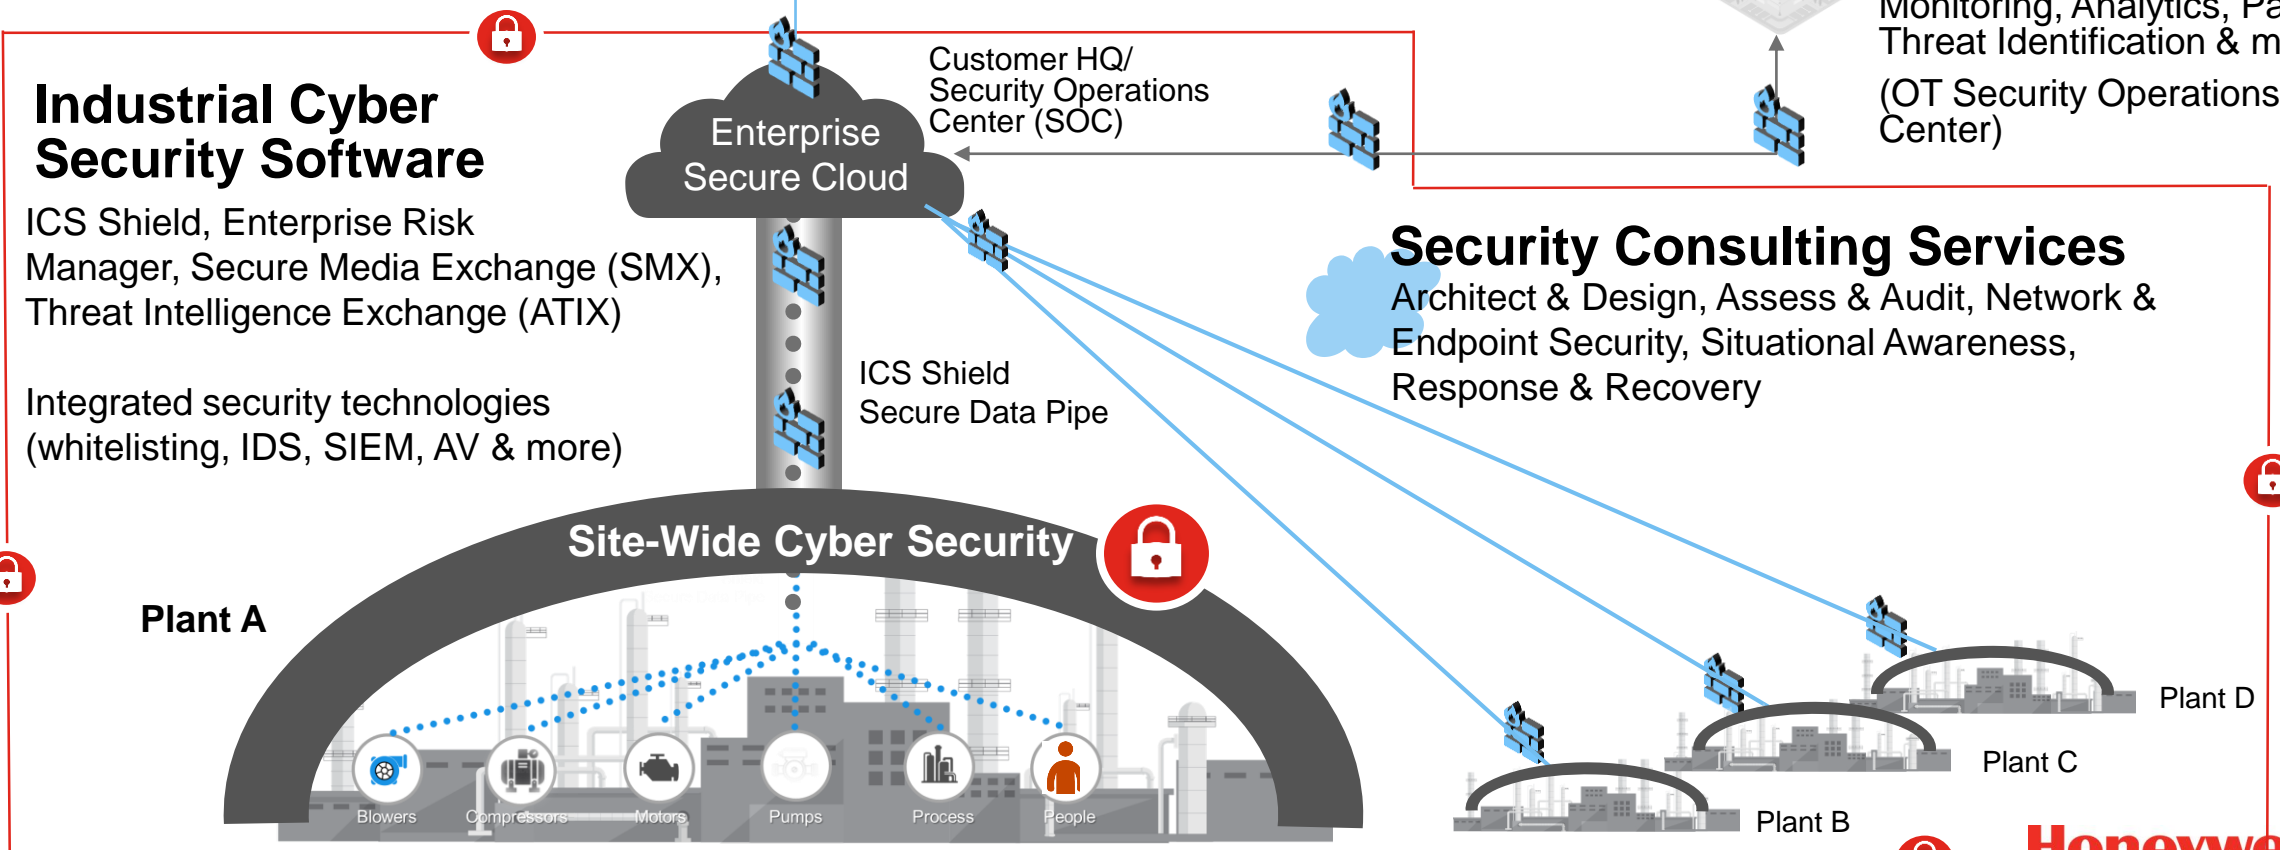 Monitoring, Analytics,
Threat Identification &
(OT Security Operations
Center)
Customer HQ/
Security Operations
Center (SOC)
Industrial Cyber
Security Software
Enterprise
Secure Cloud
ICS Shield, Enterprise Risk
Manager, Secure Media Exchange (SMX),
Threat Intelligence Exchange (ATIX)
Integrated security technologies
(whitelisting, IDS, SIEM, AV & more)
Security Consulting Services
Architect & Design, Assess & Audit, Network &
Endpoint Security, Situational Awareness,
Response & Recovery
ICS Shield
Secure Data Pipe
Site-Wide Cyber Security
Plant A
Blowers
Compressors
Motors
Pumps
Process
People
Plant D
Plant C
Plant B